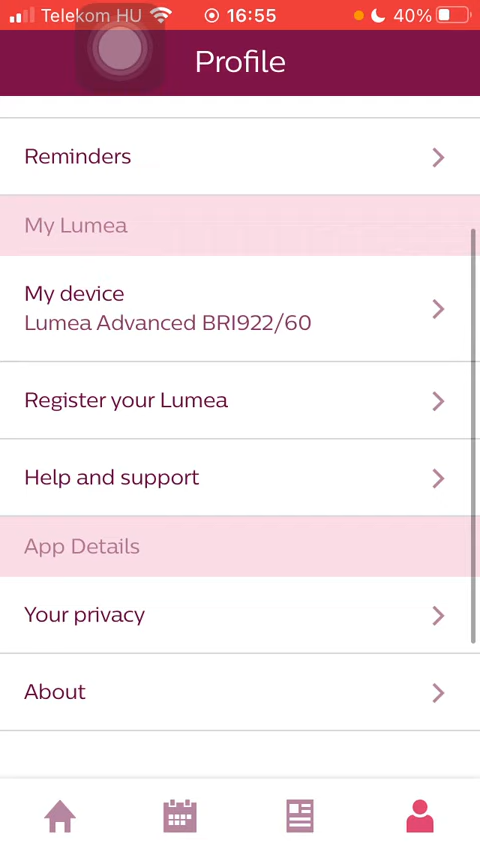 Telekom HU 16:55 40%
Profile
Reminders
My Lumea
My device
Lumea Advanced BRI922/60
Register your Lumea
Help and support
App Details
Your privacy
About